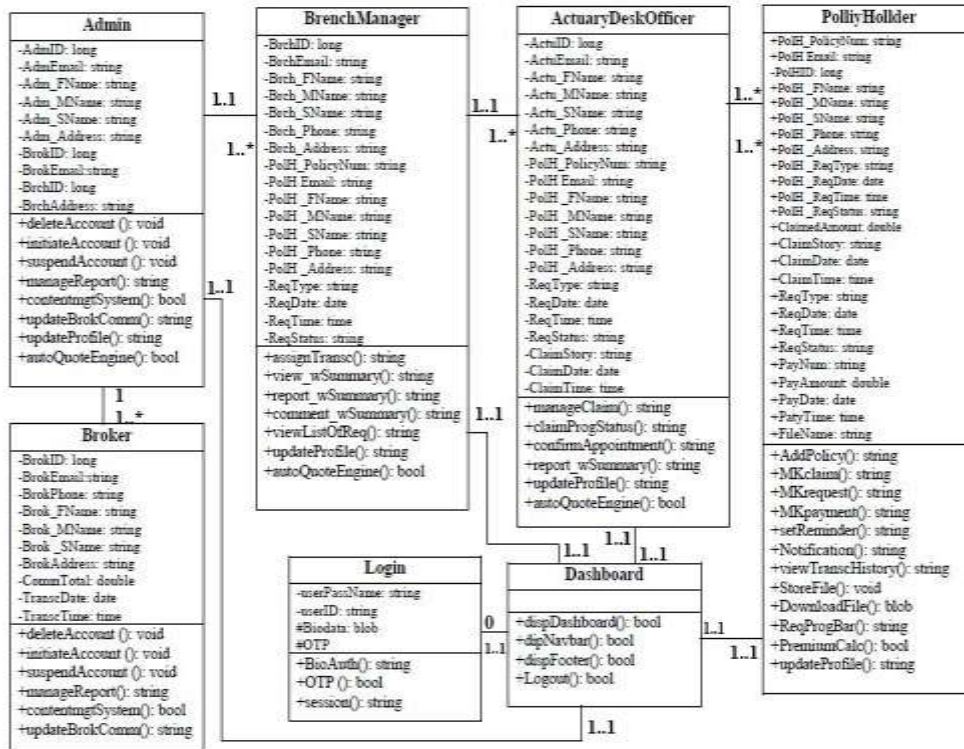 Admin
-AdmID: long
-AdmEmail: string
-Adm_FName: string
-Adm_MName: string
-Adm_SName: string
-Adm_Address: string
-BrokID: long
-BrokEmail:string
-BrchID: long
-BrchAddress: string
+deleteAccount (): void
+initiateAccount (): void
+suspendAccount (): void
+manageReport(): string
+contentmgtSystem(): bool
+updateBrokComm(): string
+updateProfile(): string
+autoQuoteEngine(): bool
1..1
1..*
1..1
1
1..*
Broker
-BrokID: long
-BrokEmail:string
-BrokPhone: string
-Brok_FName: string
-Brok_MName: string
-Brok _SName: string
-BrokAddress: string
-CommTotal: double
-TranscDate: date
-TranscTime: time
+deleteAccount (): void
+initiateAccount (): void
+suspendAccount (): void
+manageReport(): string
+contentmgtSystem(): bool
+updateBrokComm(): string
BrenchManager
-BrchID: long
-BrchEmail: string
-Brch_FName: string
-Brch_MName: string
-Brch_SName: string
-Brch_Phone: string
-Brch_Address: string
-PolH_PolicyNum: string
-PolH Email: string
-PolH _FName: string
-PolH _MName: string
-PolH _SName: string
-PolH _Phone: string
-PolH _Address: string
-ReqType: string
-ReqDate: date
-ReqTime: time
-ReqStatus: string
+assignTransc(): string
+view_wSummary(): string
+report_wSummary(): string
+comment_wSummary(): string
+viewListOfReq(): string
+updateProfile(): string
+autoQuoteEngine(): bool
1..1
1..*
1..1
ActuaryDeskOfficer
-ActuID: long
-ActuEmail: string
-Actu_FName: string
-Actu_MName: string
-Actu_SName: string
-Actu_Phone: string
-Actu_Address: string
-PolH_PolicyNum: string
-PolH Email: string
-PolH _FName: string
-PolH _MName: string
-PolH _SName: string
-PolH _Phone: string
-PolH _Address: string
-ReqType: string
-ReqDate: date
-ReqTime: time
-ReqStatus: string
-ClaimStory: string
-ClaimDate: date
-ClaimTime: time
+manageClaim(): string
+claimProgStatus(): string
+confirmAppointment(): string
+report_wSummary(): string
+updateProfile(): string
+autoQuoteEngine(): bool
1..*
1..*
PolliyHollder
+PolH_PolicyNum: string
+PolH Email: string
-PolHID: long
+PolH _FName: string
+PolH _MName: string
+PolH _SName: string
+PolH _Phone: string
+PolH _Address: string
+PolH _ReqType: string
+PolH _ReqDate: date
+PolH _ReqTime: time
+PolH _ReqStatus: string
+ClaimedAmount: double
+ClaimStory: string
+ClaimDate: date
+ClaimTime: time
+ReqType: string
+ReqDate: date
+ReqTime: time
+ReqStatus: string
+PayNum: string
+PayAmount: double
+PayDate: date
+PatyTime: time
+FileName: string
+AddPolicy(): string
+MKclaim(): string
+MKrequest(): string
+MKpayment(): string
+setReminder(): string
+Notification(): string
+viewTranscHistory(): string
+StoreFile(): void
+DownloadFile(): blob
+ReqProgBar(): string
+PremiumCalc(): bool
+updateProfile(): string
Login
-userPassName: string
-userID: string
#Biodata: blob
#OTP
+BioAuth(): string
+OTP (): bool
+session(): string
0
1..1
1..1
1..1
Dashboard
+dispDashboard(): bool
+dipNavbar(): bool
+dispFooter(): bool
+Logout(): bool
1..1
1..1
1..1